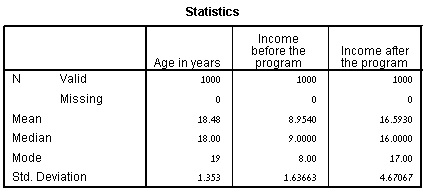 Statistics
Age in years Income before the program Income after the program
N Valid 1000 1000 1000
Missing 0 0 0
Mean 18.48 8.9540 16.5930
Median 18.00 9.0000 16.0000
Mode 19 8.00 17.00
Std. Deviation 1.353 1.63663 4.67067